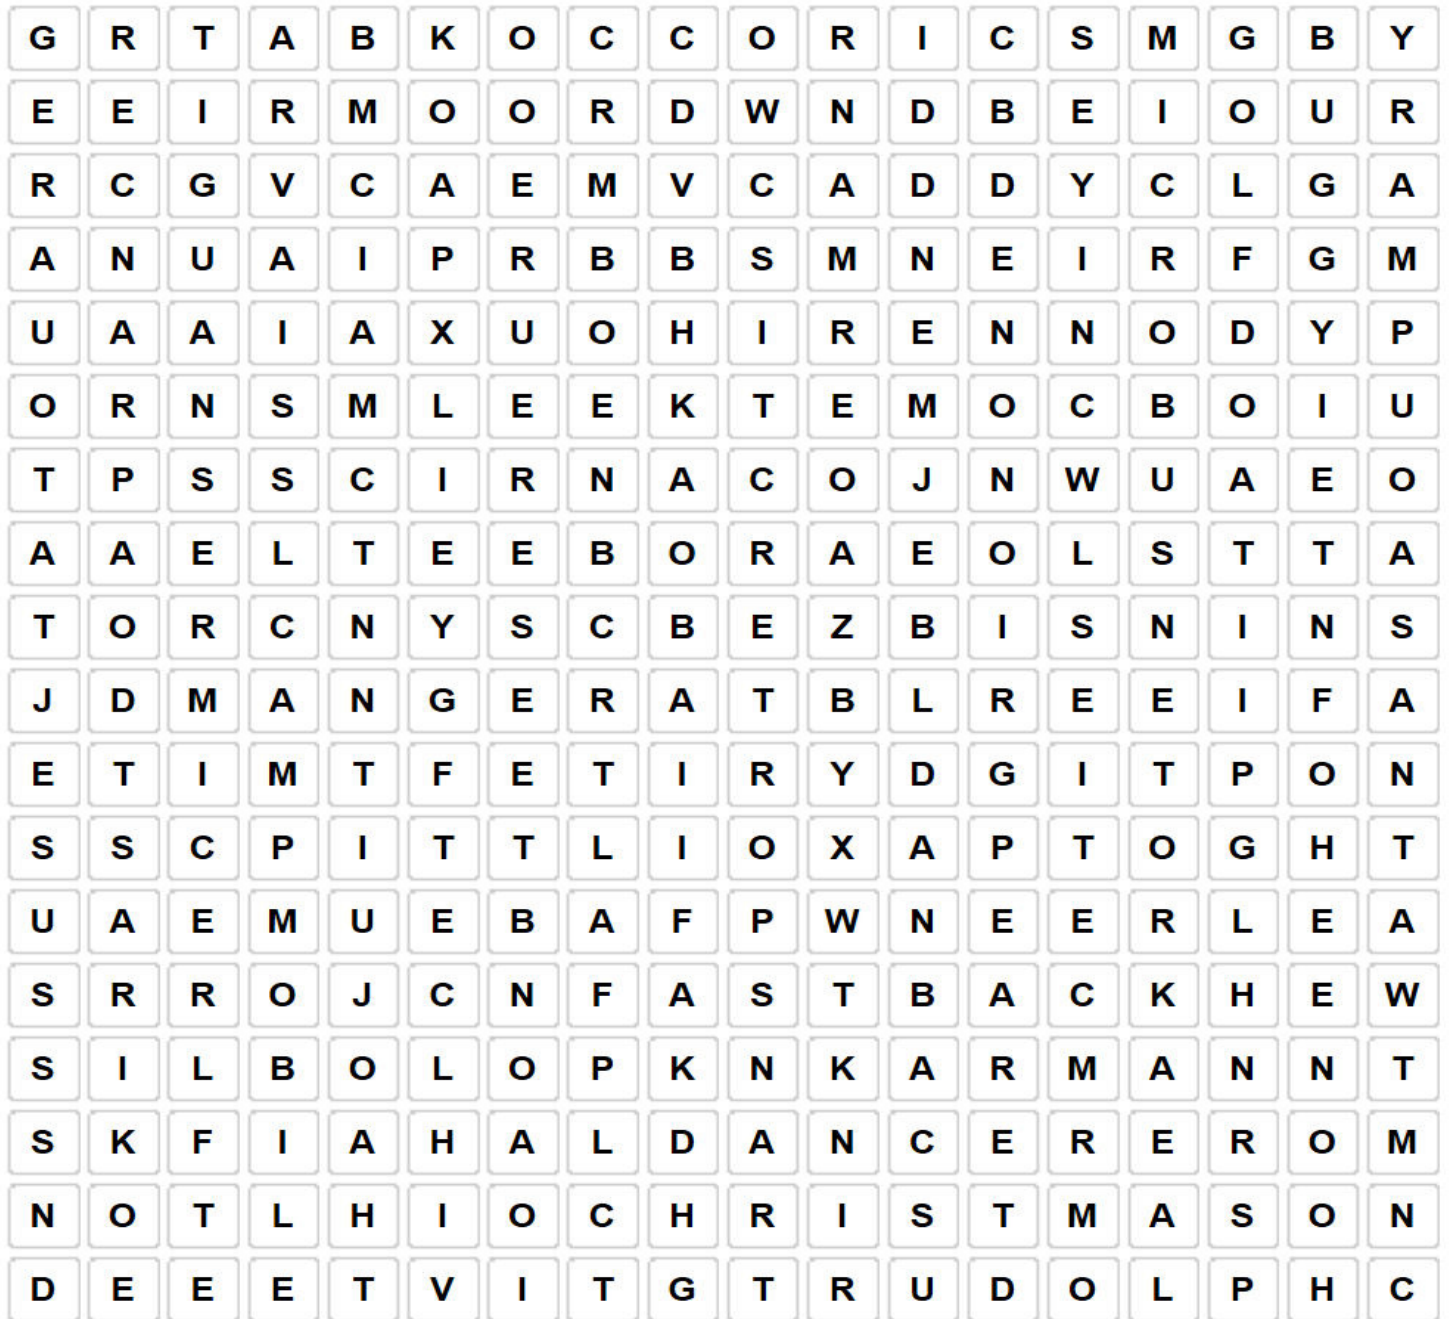 G R T A B K O C C O R I C S M G B Y
E E I R M O O R D W N D B E I O U R
R C G V C A E M V C A D D Y C L G A
A N U A I P R B B S M N E I R F G M
U A A I A X U O H I R E N N O D Y P
O R N S M L E E K T E M O C B O I U
T P S S C I R N A C O J N W U A E O
A A E L T E E B O R A E O L S T T A
T O R C N Y S C B E Z B I S N I N S
J D M A N G E R A T B L R E E I F A
E T I M T F E T I R Y D G I T P O N
S S C P I T T L I O X A P T O G H T
U A E M U E B A F P W N E E R L E A
S R R O J C N F A S T B A C K H E W
S I L B O L O P K N K A R M A N N T
S K F I A H A L D A N C E R E R O M
N O T L H I O C H R I S T M A S O N
D E E E T V I T G T R U D O L P H C